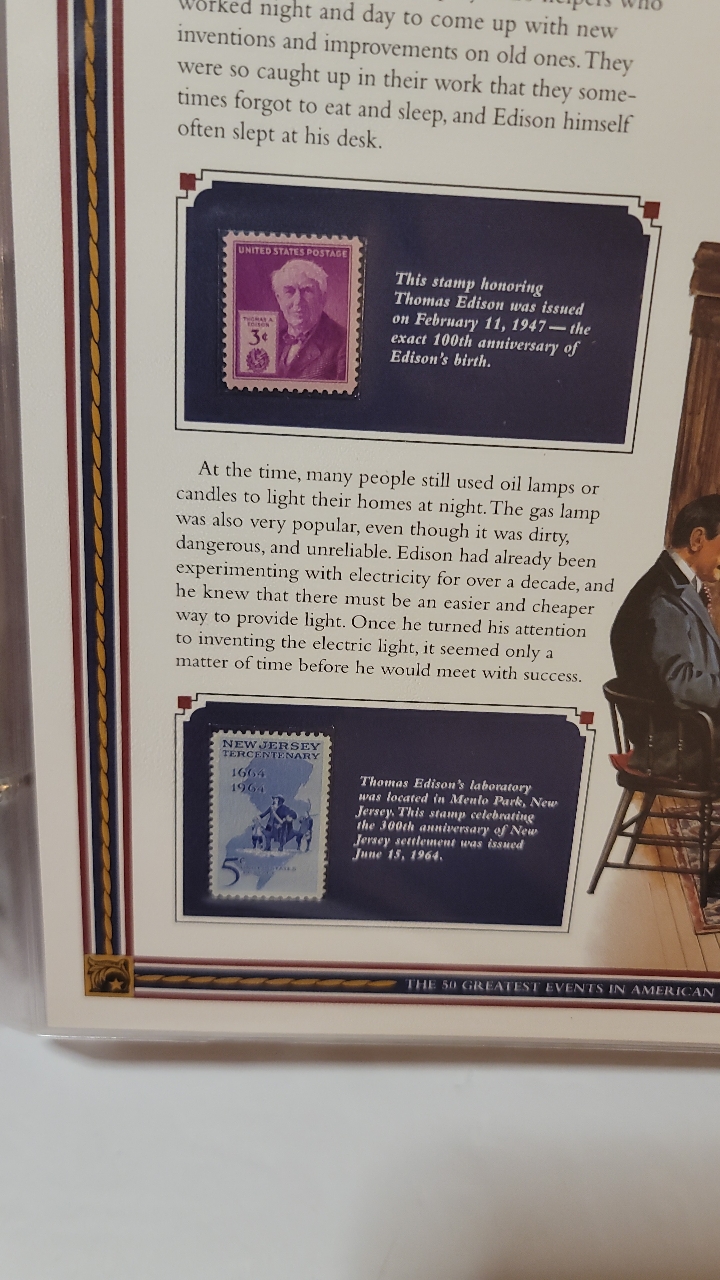 helpers who
worked night and day to come up with new
inventions and improvements on old ones. They
were so caught up in their work that they some-
times forgot to eat and sleep, and Edison himself
often slept at his desk.
UNITED STATES POSTAGE
THOMAS A.
EDISON
3¢
This stamp honoring
Thomas Edison was issued
on February 11, 1947 — the
exact 100th anniversary of
Edison's birth.
At the time, many people still used oil lamps or
candles to light their homes at night. The gas lamp
was also very popular, even though it was dirty,
dangerous, and unreliable. Edison had already been
experimenting with electricity for over a decade, and
he knew that there must be an easier and cheaper
way to provide light. Once he turned his attention
to inventing the electric light, it seemed only a
matter of time before he would meet with success.
NEW JERSEY
TERCENTENARY
1664
1964
5¢
Thomas Edison's laboratory
was located in Menlo Park, New
Jersey. This stamp celebrating
the 300th anniversary of New
Jersey settlement was issued
June 15, 1964.
THE 50 GREATEST EVENTS IN AMERICAN